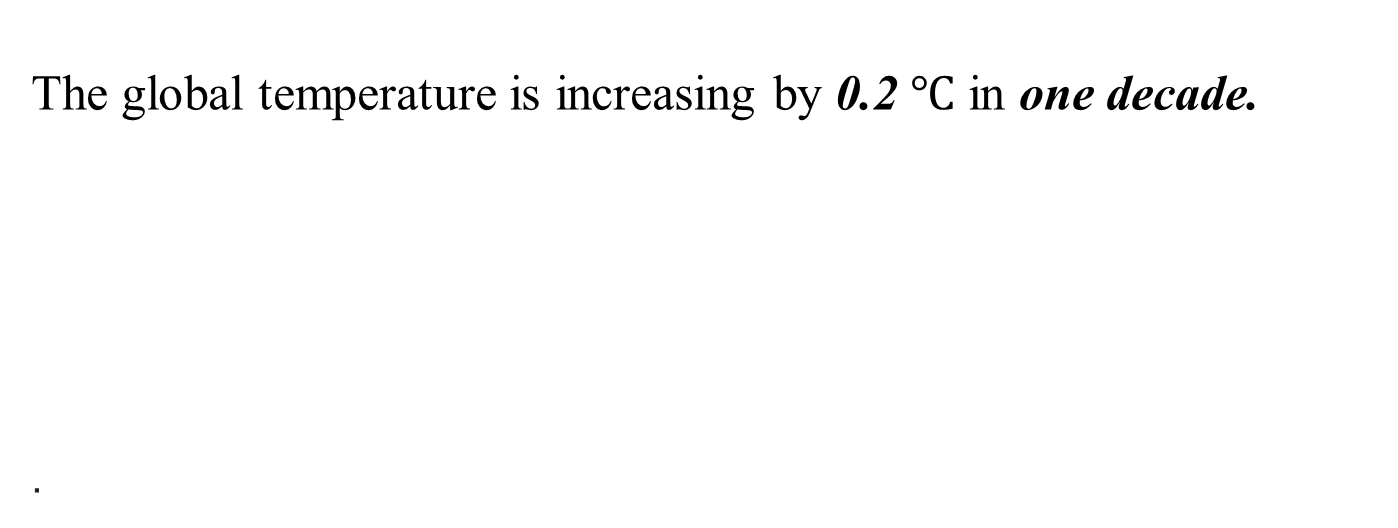 The global temperature is increasing by 0.2 °C in one decade.
.